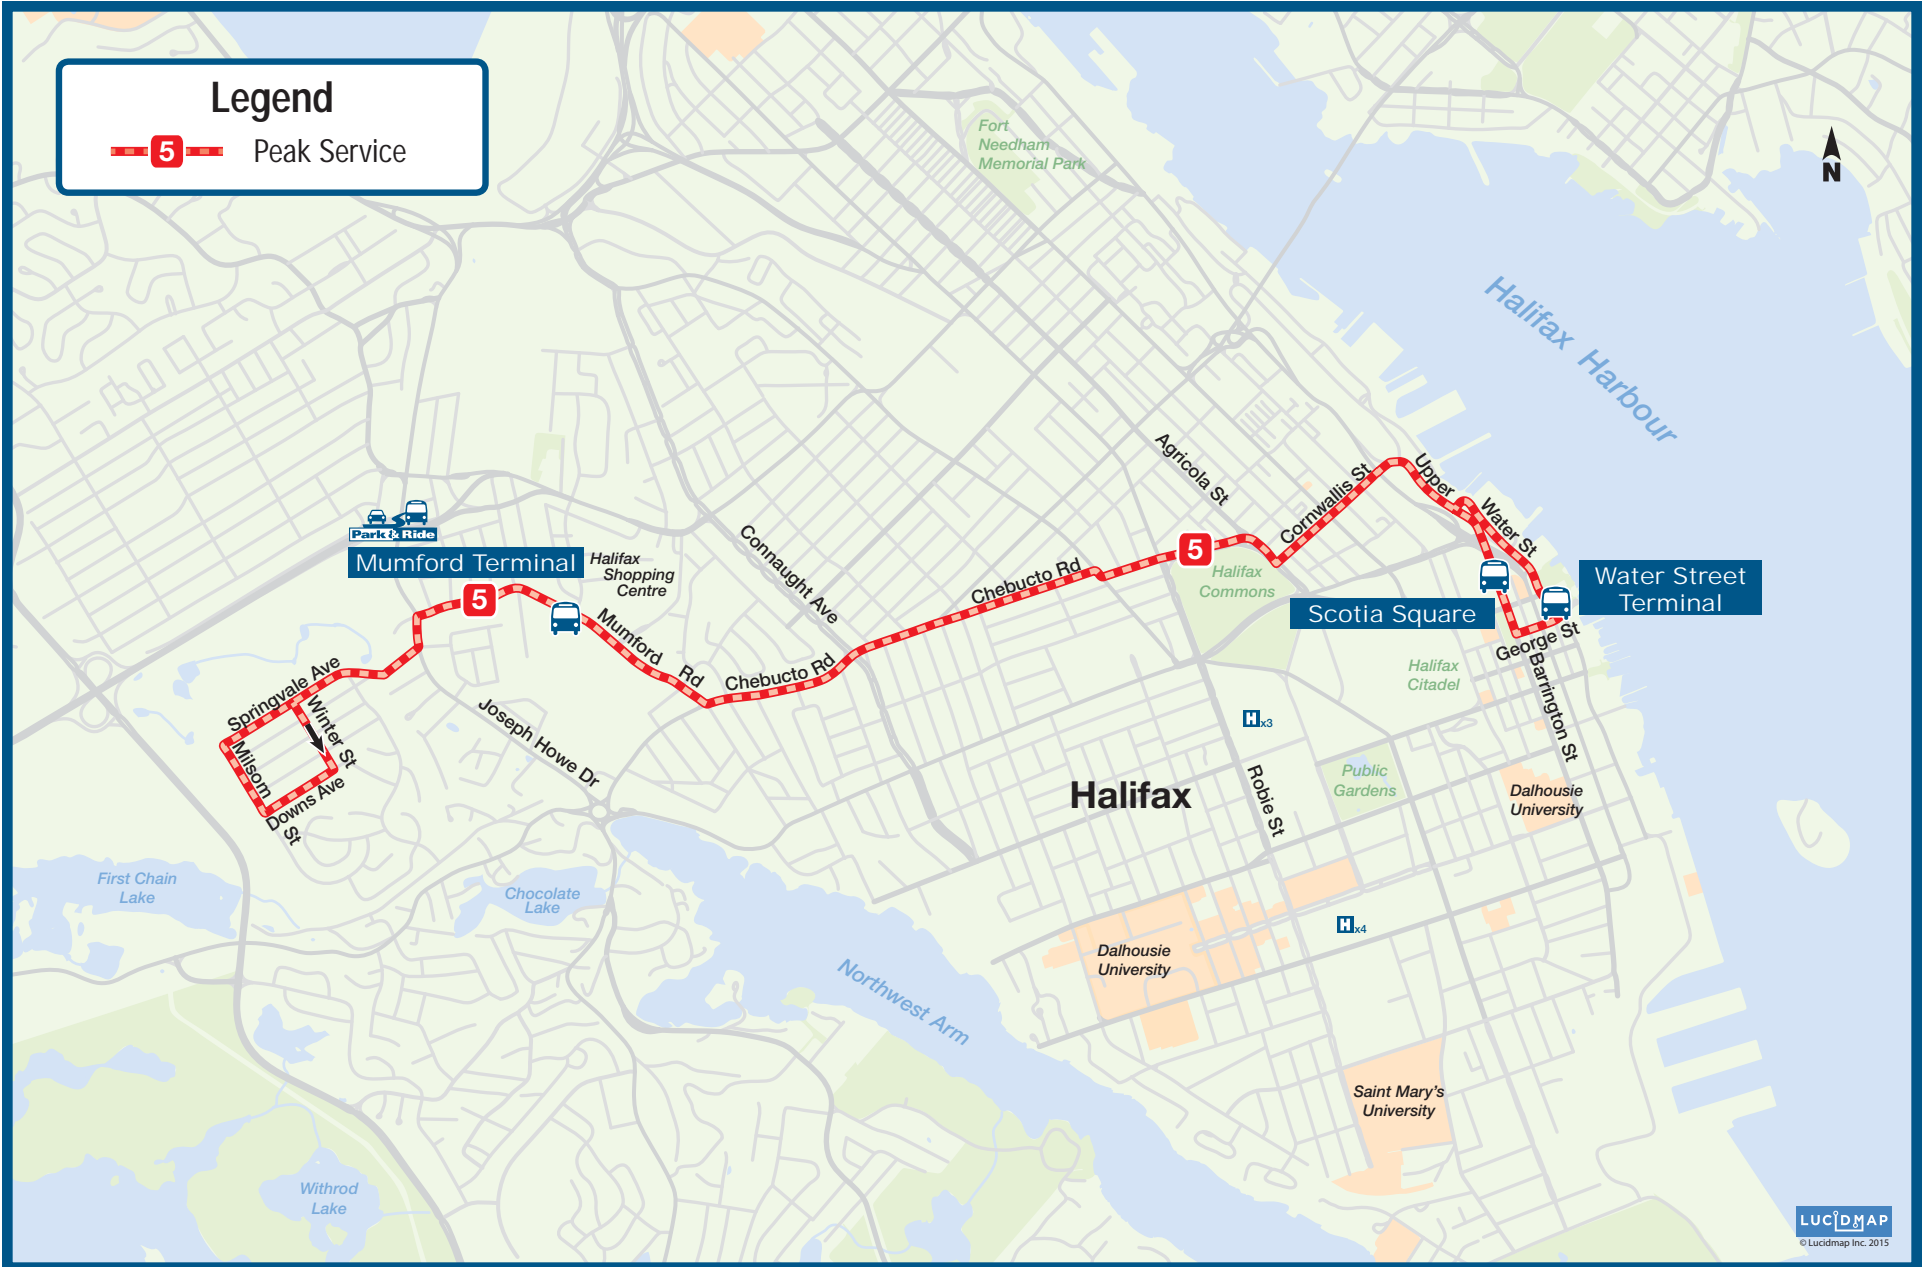 Legend
5
Peak Service
Fort
Needham
Memorial Park
N
Halifax Harbour
Agricola St
Cornwallis St
Upper
Water St
Park & Ride
Mumford Terminal
Halifax
Shopping
Centre
Connaught Ave
5
Chebucto Rd
Halifax
Commons
Water Street
Terminal
Scotia Square
George St
5
Mumford Rd
Chebucto Rd
Halifax
Citadel
Barrington St
Springvale Ave
Winter St
Joseph Howe Dr
H x3
Milsom St
Downs Ave
Halifax
Robie St
Public
Gardens
Dalhousie
University
First Chain
Lake
Chocolate
Lake
H x4
Dalhousie
University
Northwest Arm
Saint Mary's
University
Withrod
Lake
LUCIDMAP
© Lucidmap Inc. 2015